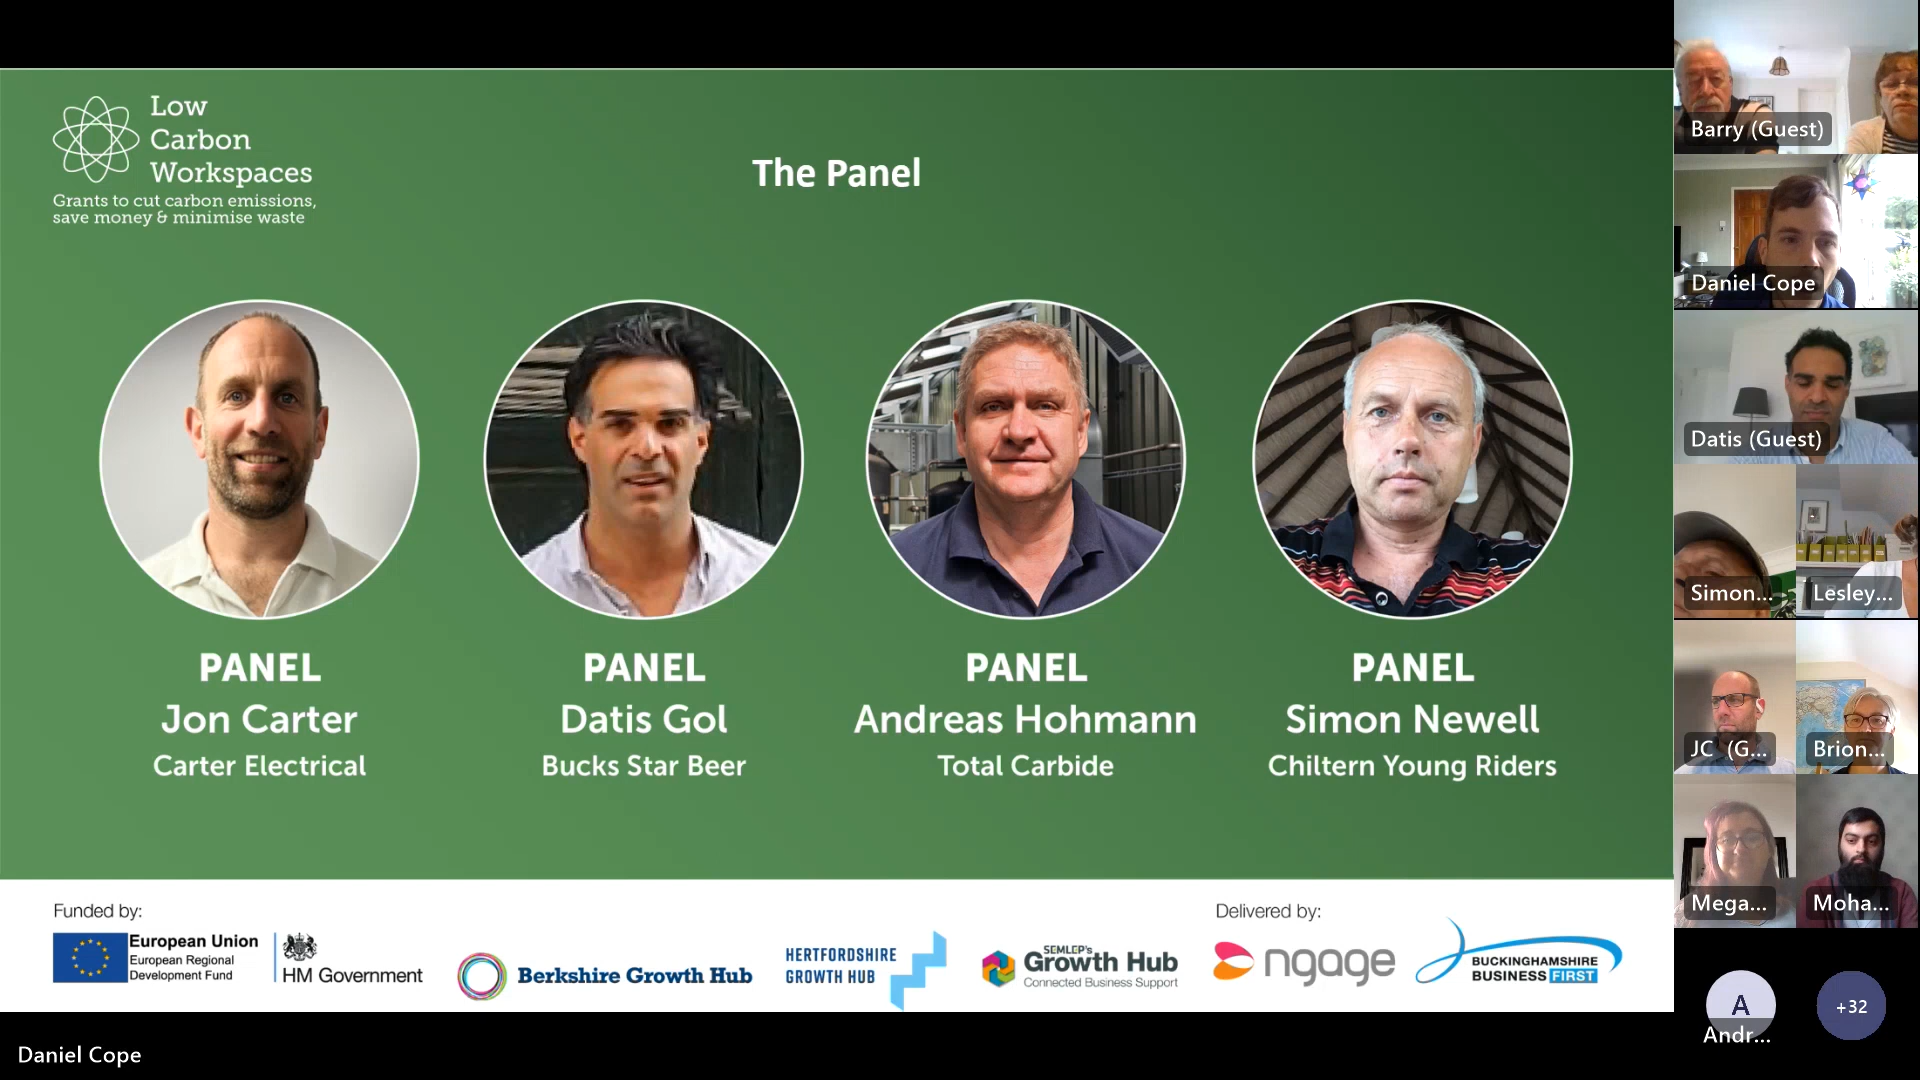 Low
Carbon
Workspaces
Grants to cut carbon emissions,
save money & minimise waste
The Panel
PANEL
Jon Carter
Carter Electrical
PANEL
Datis Gol
Bucks Star Beer
PANEL
Andreas Hohmann
Total Carbide
PANEL
Simon Newell
Chiltern Young Riders
Funded by:
European Union
European Regional
Development Fund
HM Government
Berkshire Growth Hub
HERTFORDSHIRE
GROWTH HUB
SEMLEP's
Growth Hub
Connected Business Support
Delivered by:
ngage
BUCKINGHAMSHIRE
BUSINESS FIRST
Daniel Cope
Barry (Guest)
Daniel Cope
Datis (Guest)
Simon...
Lesley...
JC (G...
Brion...
Mega...
Moha...
A
Andr...
+32